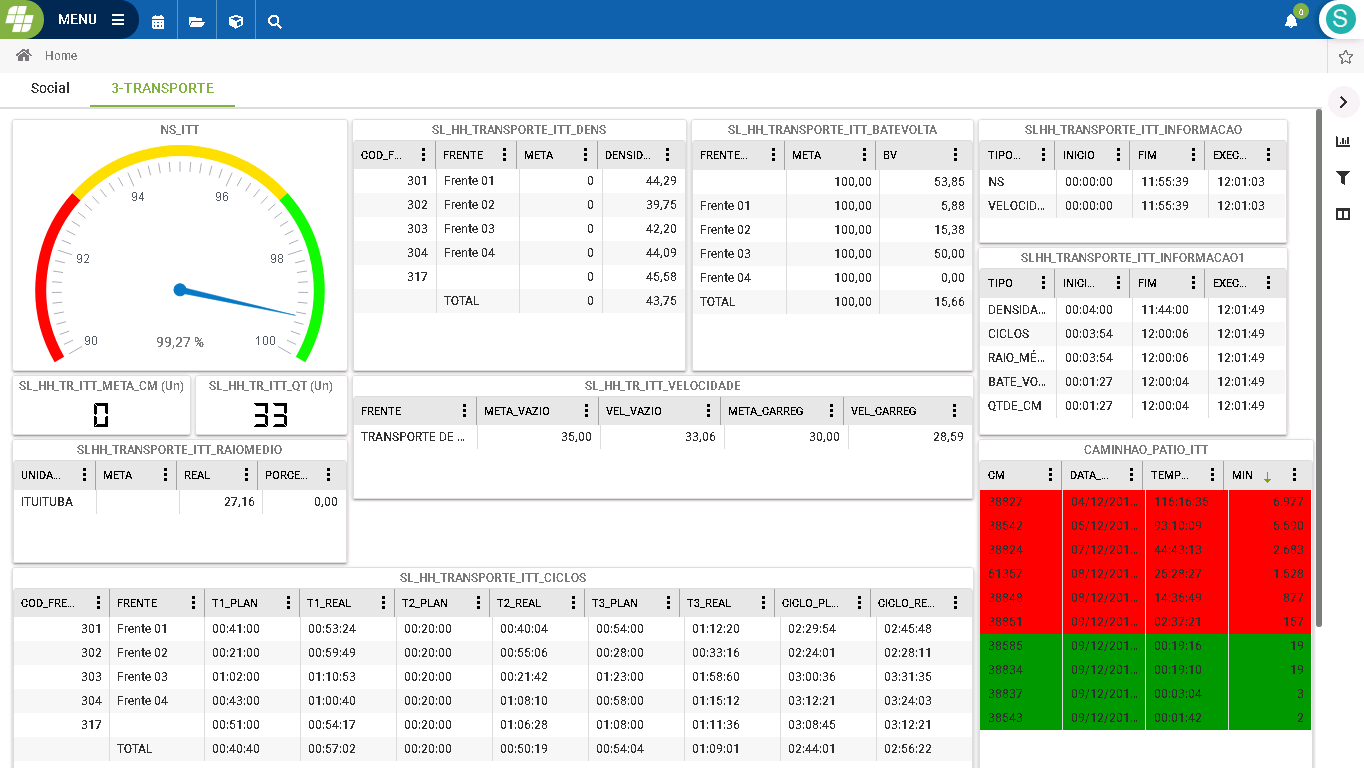 MENU
0
S
Home
Social 3-TRANSPORTE
NS_ITT
90 92 94 96 98 100
99,27 %
SL_HH_TRANSPORTE_ITT_DENS
COD_F... FRENTE META DENSID...
301 Frente 01 0 44,29
302 Frente 02 0 39,75
303 Frente 03 0 42,20
304 Frente 04 0 44,09
317 0 45,58
TOTAL 0 43,75
SL_HH_TRANSPORTE_ITT_BATEVOLTA
FRENTE... META BV
100,00 53,85
Frente 01 100,00 5,88
Frente 02 100,00 15,38
Frente 03 100,00 50,00
Frente 04 100,00 0,00
TOTAL 100,00 15,66
SLHH_TRANSPORTE_ITT_INFORMACAO
TIPO... INICIO FIM EXEC...
NS 00:00:00 11:55:39 12:01:03
VELOCID... 00:00:00 11:55:39 12:01:03
SLHH_TRANSPORTE_ITT_INFORMACAO1
TIPO INICI... FIM EXEC...
DENSIDA... 00:04:00 11:44:00 12:01:49
CICLOS 00:03:54 12:00:06 12:01:49
RAIO_MÉ... 00:03:54 12:00:06 12:01:49
BATE_VO... 00:01:27 12:00:04 12:01:49
QTDE_CM 00:01:27 12:00:04 12:01:49
SL_HH_TR_ITT_META_CM (Un)
0
SL_HH_TR_ITT_QT (Un)
33
SL_HH_TR_ITT_VELOCIDADE
FRENTE META_VAZIO VEL_VAZIO META_CARREG VEL_CARREG
TRANSPORTE DE ... 35,00 33,06 30,00 28,59
SLHH_TRANSPORTE_ITT_RAIOMEDIO
UNIDA... META REAL PORCE...
ITUITUBA 27,16 0,00
CAMINHAO_PATIO_ITT
CM DATA_... TEMP... MIN
38827 04/12/201... 116:16:35 6.977
38542 05/12/201... 93:10:09 5.590
38824 07/12/201... 44:43:13 2.683
61357 08/12/201... 25:28:27 1.528
38848 08/12/201... 14:36:49 877
38851 09/12/201... 02:37:21 157
38585 09/12/201... 00:19:16 19
38834 09/12/201... 00:19:10 19
38837 09/12/201... 00:03:04 3
38543 09/12/201... 00:01:42 2
SL_HH_TRANSPORTE_ITT_CICLOS
COD_FRE... FRENTE T1_PLAN T1_REAL T2_PLAN T2_REAL T3_PLAN T3_REAL CICLO_PL... CICLO_RE...
301 Frente 01 00:41:00 00:53:24 00:20:00 00:40:04 00:54:00 01:12:20 02:29:54 02:45:48
302 Frente 02 00:21:00 00:59:49 00:20:00 00:55:06 00:28:00 00:33:16 02:24:01 02:28:11
303 Frente 03 01:02:00 01:10:53 00:20:00 00:21:42 01:23:00 01:58:60 03:00:36 03:31:35
304 Frente 04 00:43:00 01:00:40 00:20:00 01:08:10 00:58:00 01:15:12 03:12:21 03:24:03
317 00:51:00 00:54:17 00:20:00 01:06:28 01:08:00 01:11:36 03:08:45 03:12:21
TOTAL 00:40:40 00:57:02 00:20:00 00:50:19 00:54:04 01:09:01 02:44:01 02:56:22